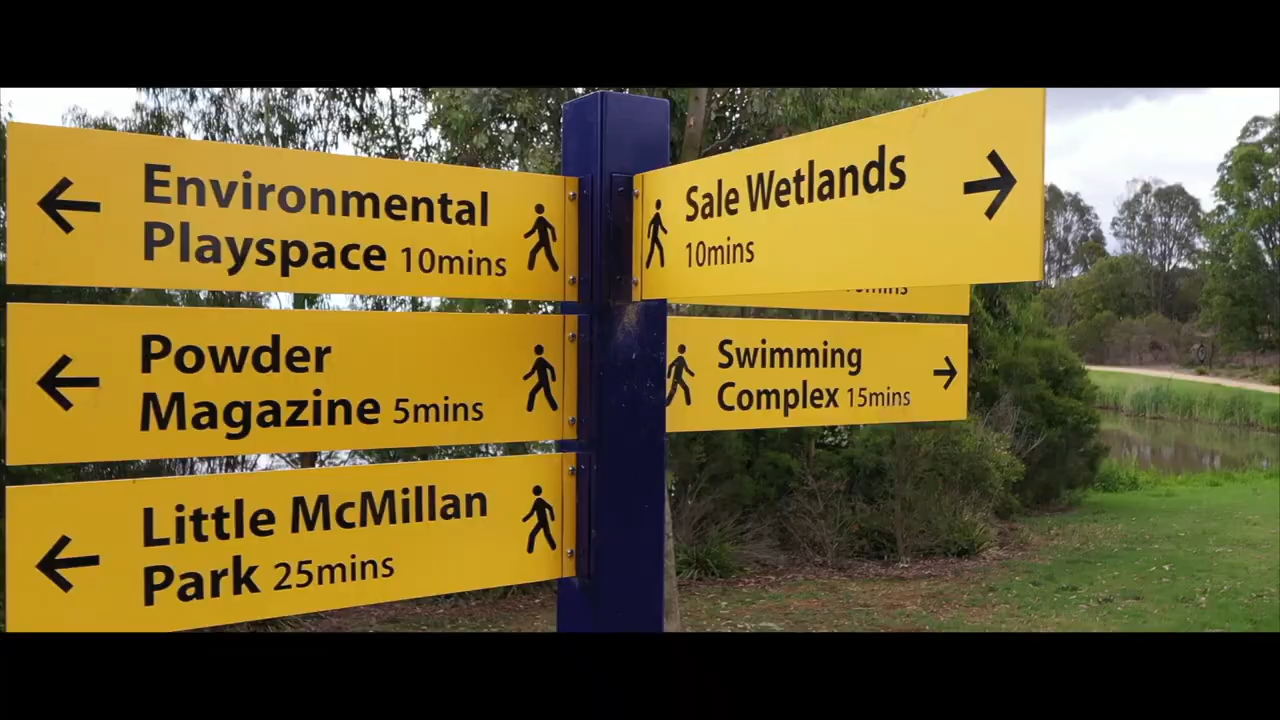 Environmental
Playspace 10mins
Powder
Magazine 5mins
Little McMillan
Park 25mins
Sale Wetlands
10mins
Swimming
Complex 15mins